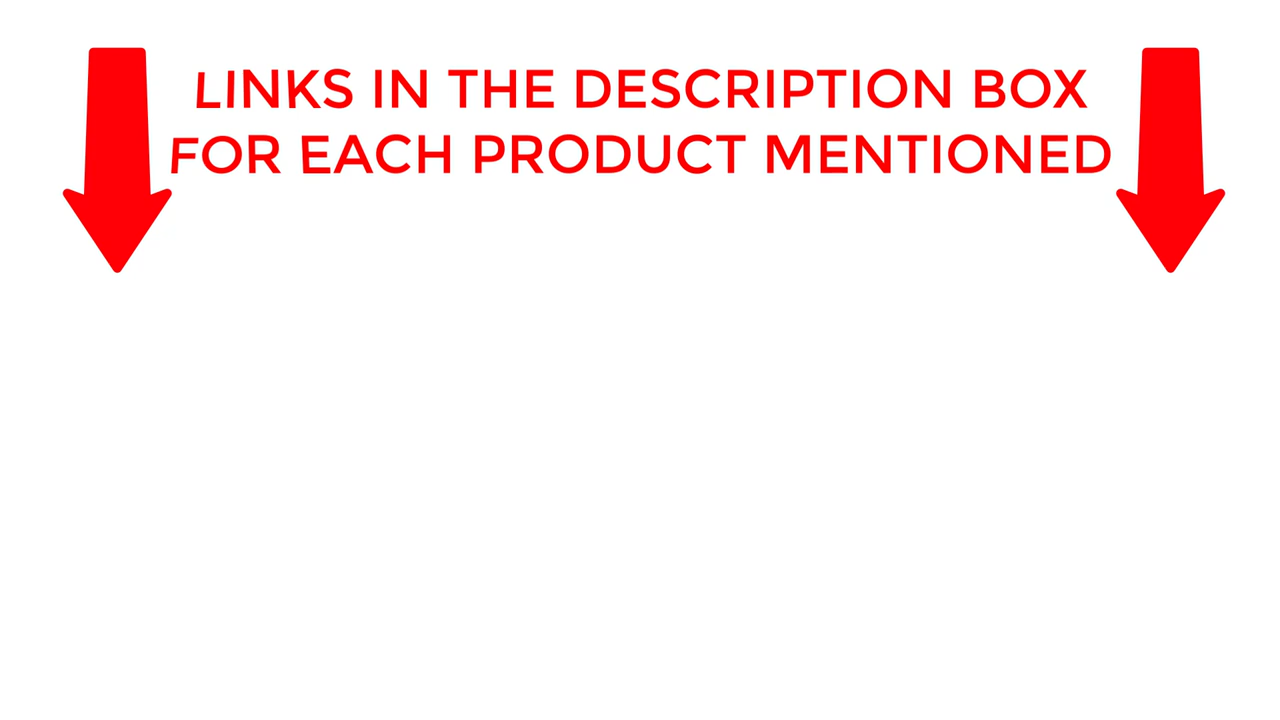 LINKS IN THE DESCRIPTION BOX
FOR EACH PRODUCT MENTIONED